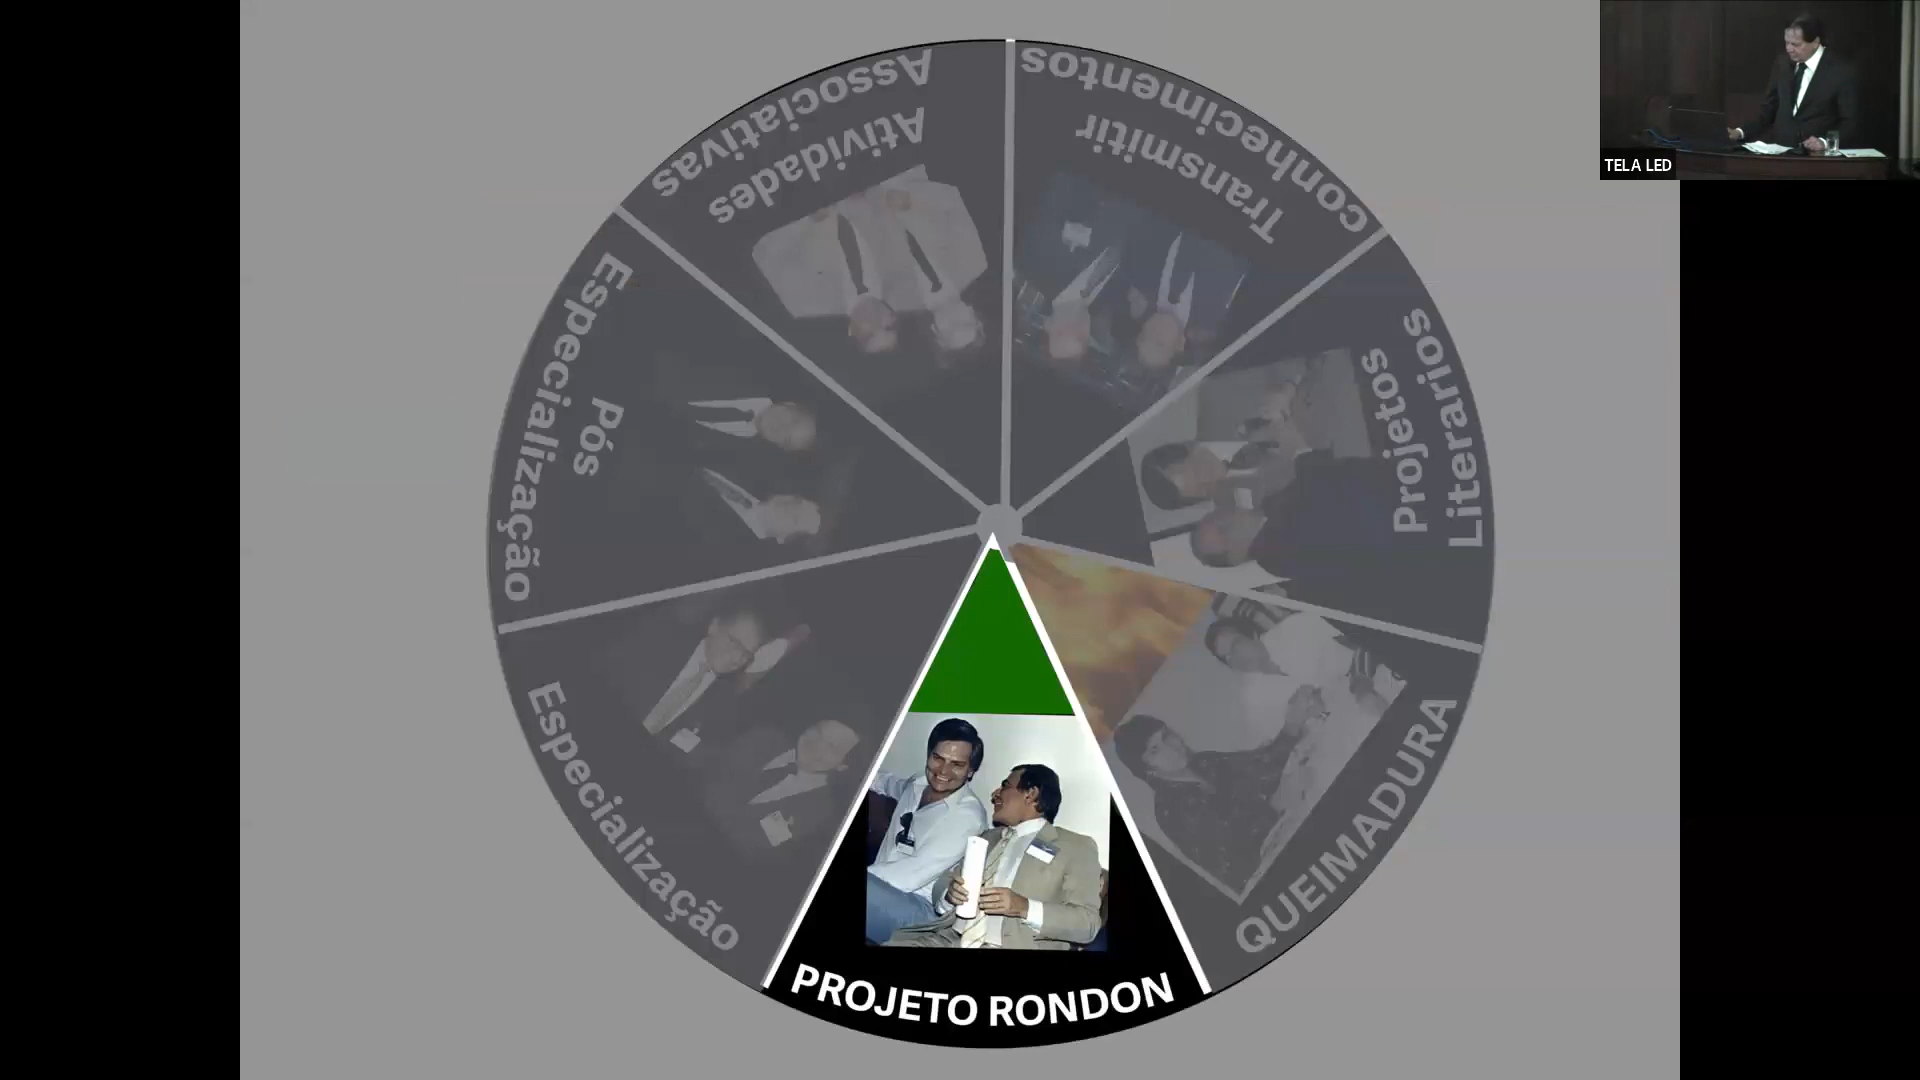 Atividades
Associativas
Transmitir
conhecimentos
Pós
Especialização
Projetos
Literarios
Especialização
QUEIMADURA
PROJETO RONDON
TELA LED